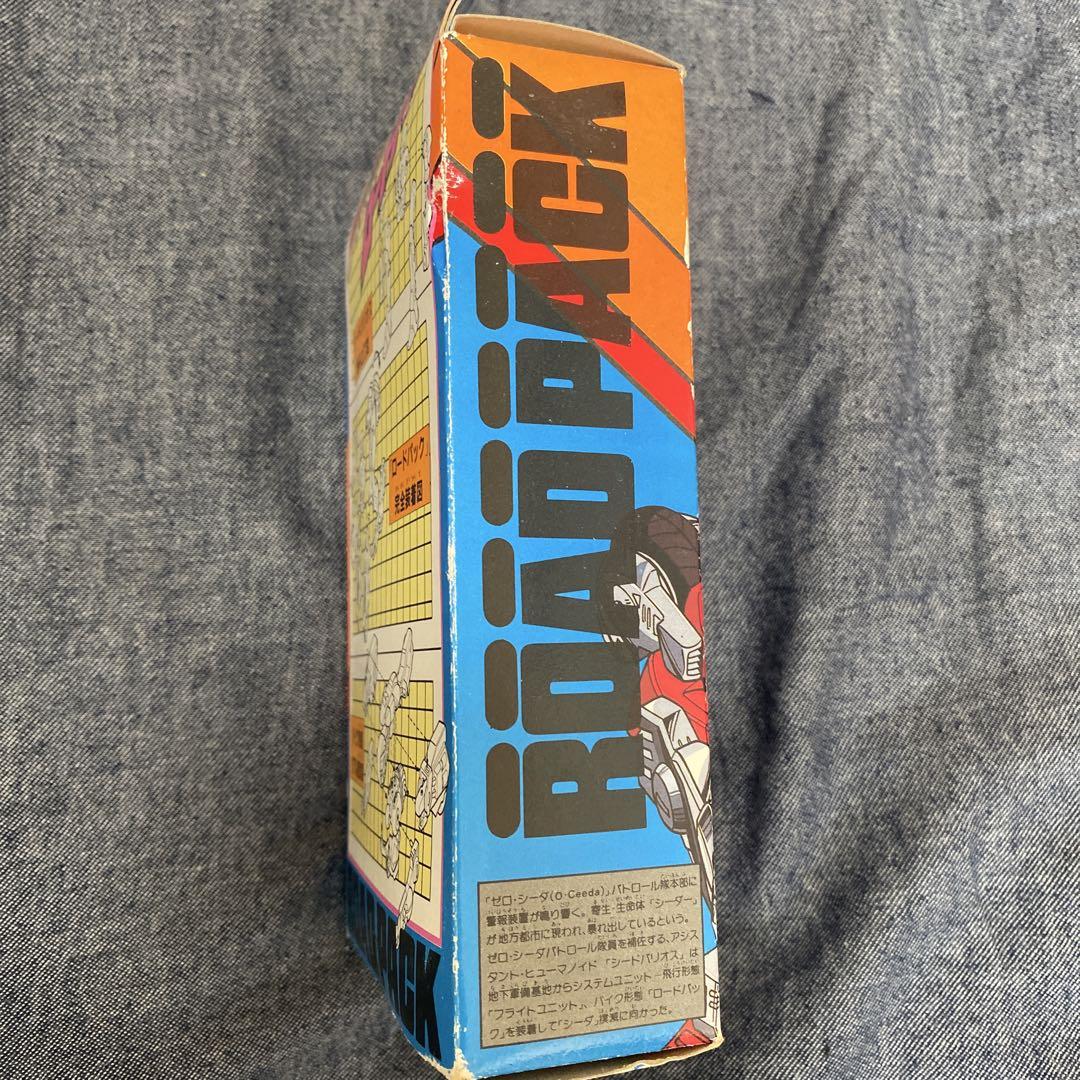 ROADPACK
「ロードパック」
完全装着図
「ゼロ・シーダ(O・Ceeda)」パトロール隊本部に
警報装置が鳴り響く。寄生・生命体「シーダー」
が地方都市に現われ、暴れ出しているという。
ゼロ・シーダパトロール隊員を補佐する、アシス
タント・ヒューマノイド「シードバリオス」は
地下軍備基地からシステムユニット―飛行形態
「フライトユニット」、バイク形態「ロードパッ
ク」を装着して「シーダ」撲滅に向かった。
PACK